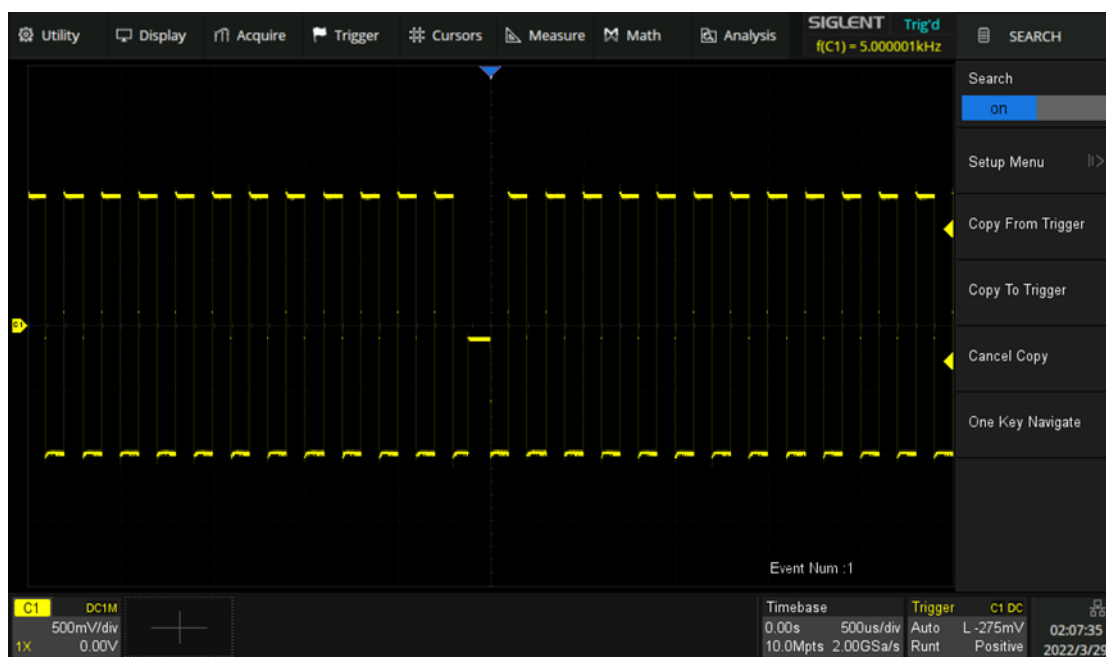 Utility Display Acquire Trigger Cursors Measure Math Analysis SIGLENT Trig'd SEARCH
f(C1) = 5.000001kHz
Search
on
Setup Menu
Copy From Trigger
Copy To Trigger
C1
Cancel Copy
One Key Navigate
Event Num :1
C1 DC1M Timebase Trigger C1 DC
500mV/div 0.00s 500us/div Auto L -275mV 02:07:35
1X 0.00V 10.0Mpts 2.00GSa/s Runt Positive 2022/3/29